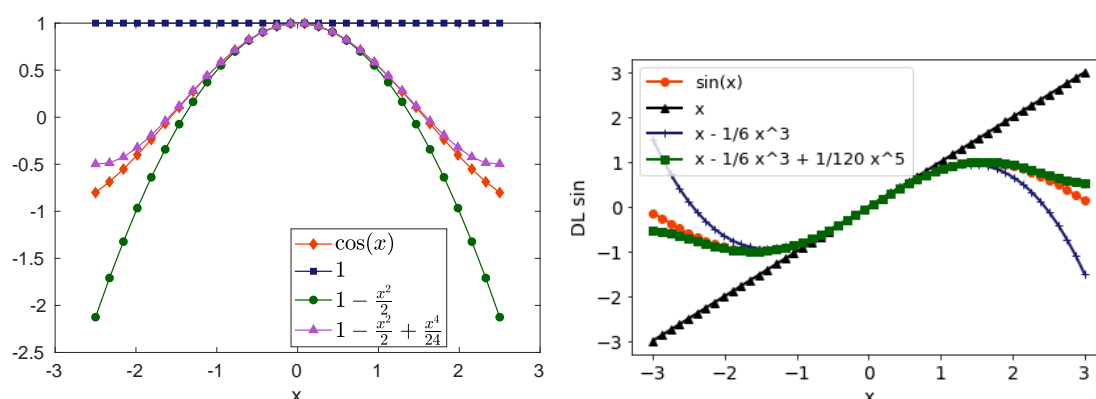 1
0.5
0
-0.5
-1
-1.5
-2
-2.5
-3 -2 -1 0 1 2 3
x
cos(x)
1
1 − x²/2
1 − x²/2 + x⁴/24
DL sin
3
2
1
0
−1
−2
−3
−3 −2 −1 0 1 2 3
x
sin(x)
x
x - 1/6 x^3
x - 1/6 x^3 + 1/120 x^5